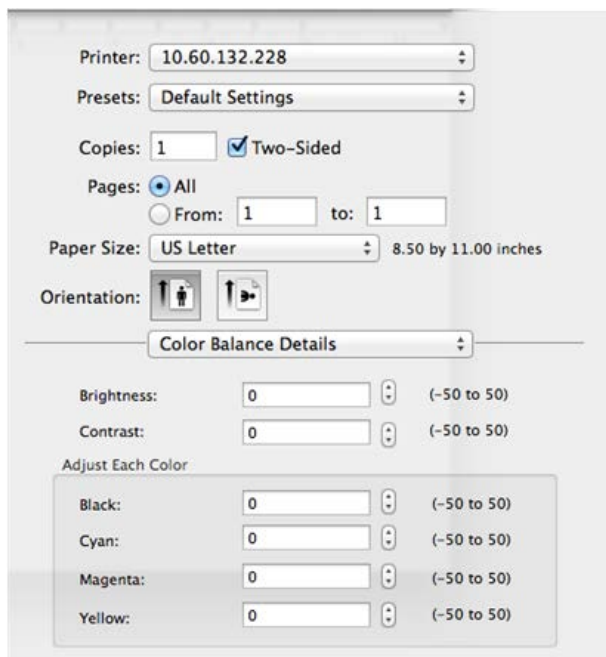 Printer: 10.60.132.228
Presets: Default Settings
Copies: 1 Two-Sided
Pages: All
From: 1 to: 1
Paper Size: US Letter 8.50 by 11.00 inches
Orientation:
Color Balance Details
Brightness: 0 (-50 to 50)
Contrast: 0 (-50 to 50)
Adjust Each Color
Black: 0 (-50 to 50)
Cyan: 0 (-50 to 50)
Magenta: 0 (-50 to 50)
Yellow: 0 (-50 to 50)